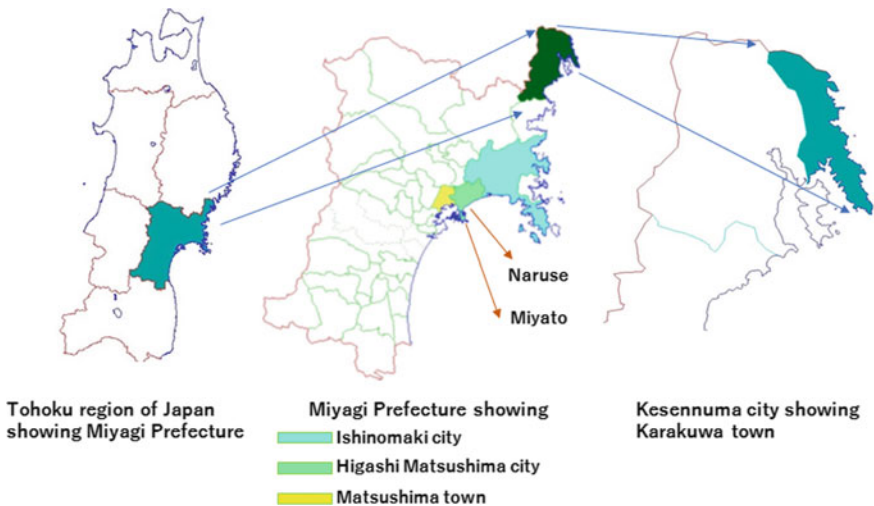 Naruse
Miyato
Tohoku region of Japan
showing Miyagi Prefecture
Miyagi Prefecture showing
Ishinomaki city
Higashi Matsushima city
Matsushima town
Kesennuma city showing
Karakuwa town